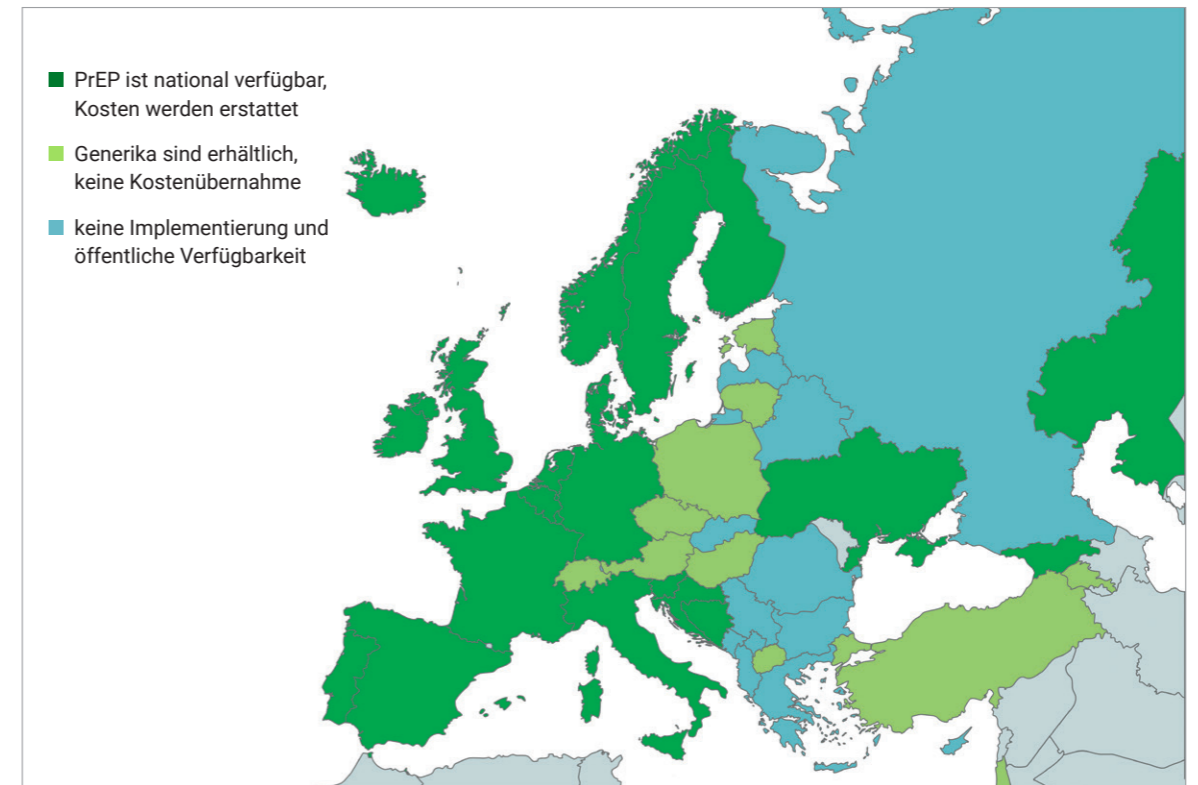 PrEP ist national verfügbar,
Kosten werden erstattet
Generika sind erhältlich,
keine Kostenübernahme
keine Implementierung und
öffentliche Verfügbarkeit